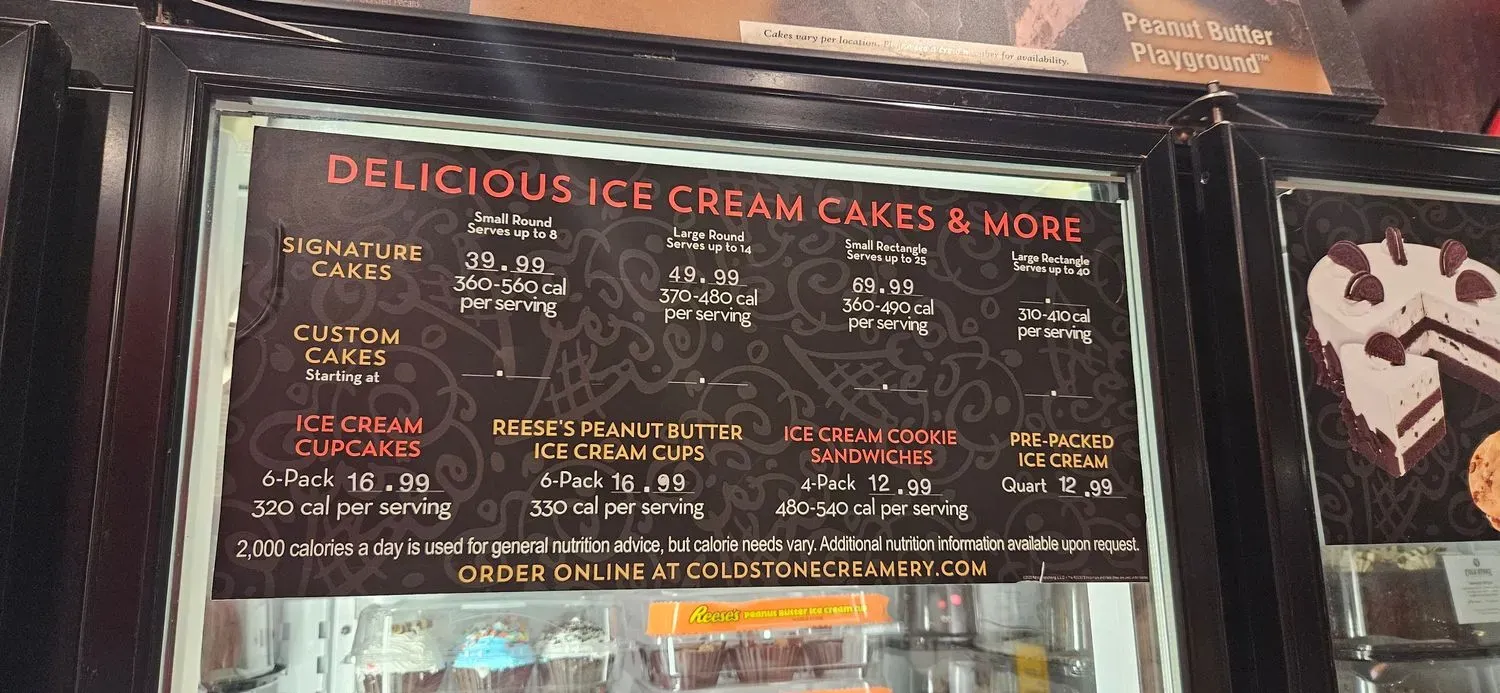 Cakes vary per location.
for availability.
Peanut Butter
Playground™
DELICIOUS ICE CREAM CAKES & MORE
SIGNATURE
CAKES
Small Round
Serves up to 8
39.99
360-560 cal
per serving
Large Round
Serves up to 14
49.99
370-480 cal
per serving
Small Rectangle
Serves up to 25
69.99
360-490 cal
per serving
Large Rectangle
Serves up to 40
.
310-410 cal
per serving
CUSTOM
CAKES
Starting at
. . . .
ICE CREAM
CUPCAKES
6-Pack 16.99
320 cal per serving
REESE'S PEANUT BUTTER
ICE CREAM CUPS
6-Pack 16.99
330 cal per serving
ICE CREAM COOKIE
SANDWICHES
4-Pack 12.99
480-540 cal per serving
PRE-PACKED
ICE CREAM
Quart 12.99
2,000 calories a day is used for general nutrition advice, but calorie needs vary. Additional nutrition information available upon request.
ORDER ONLINE AT COLDSTONECREAMERY.COM
Reese's Peanut Butter Ice Cream Cup